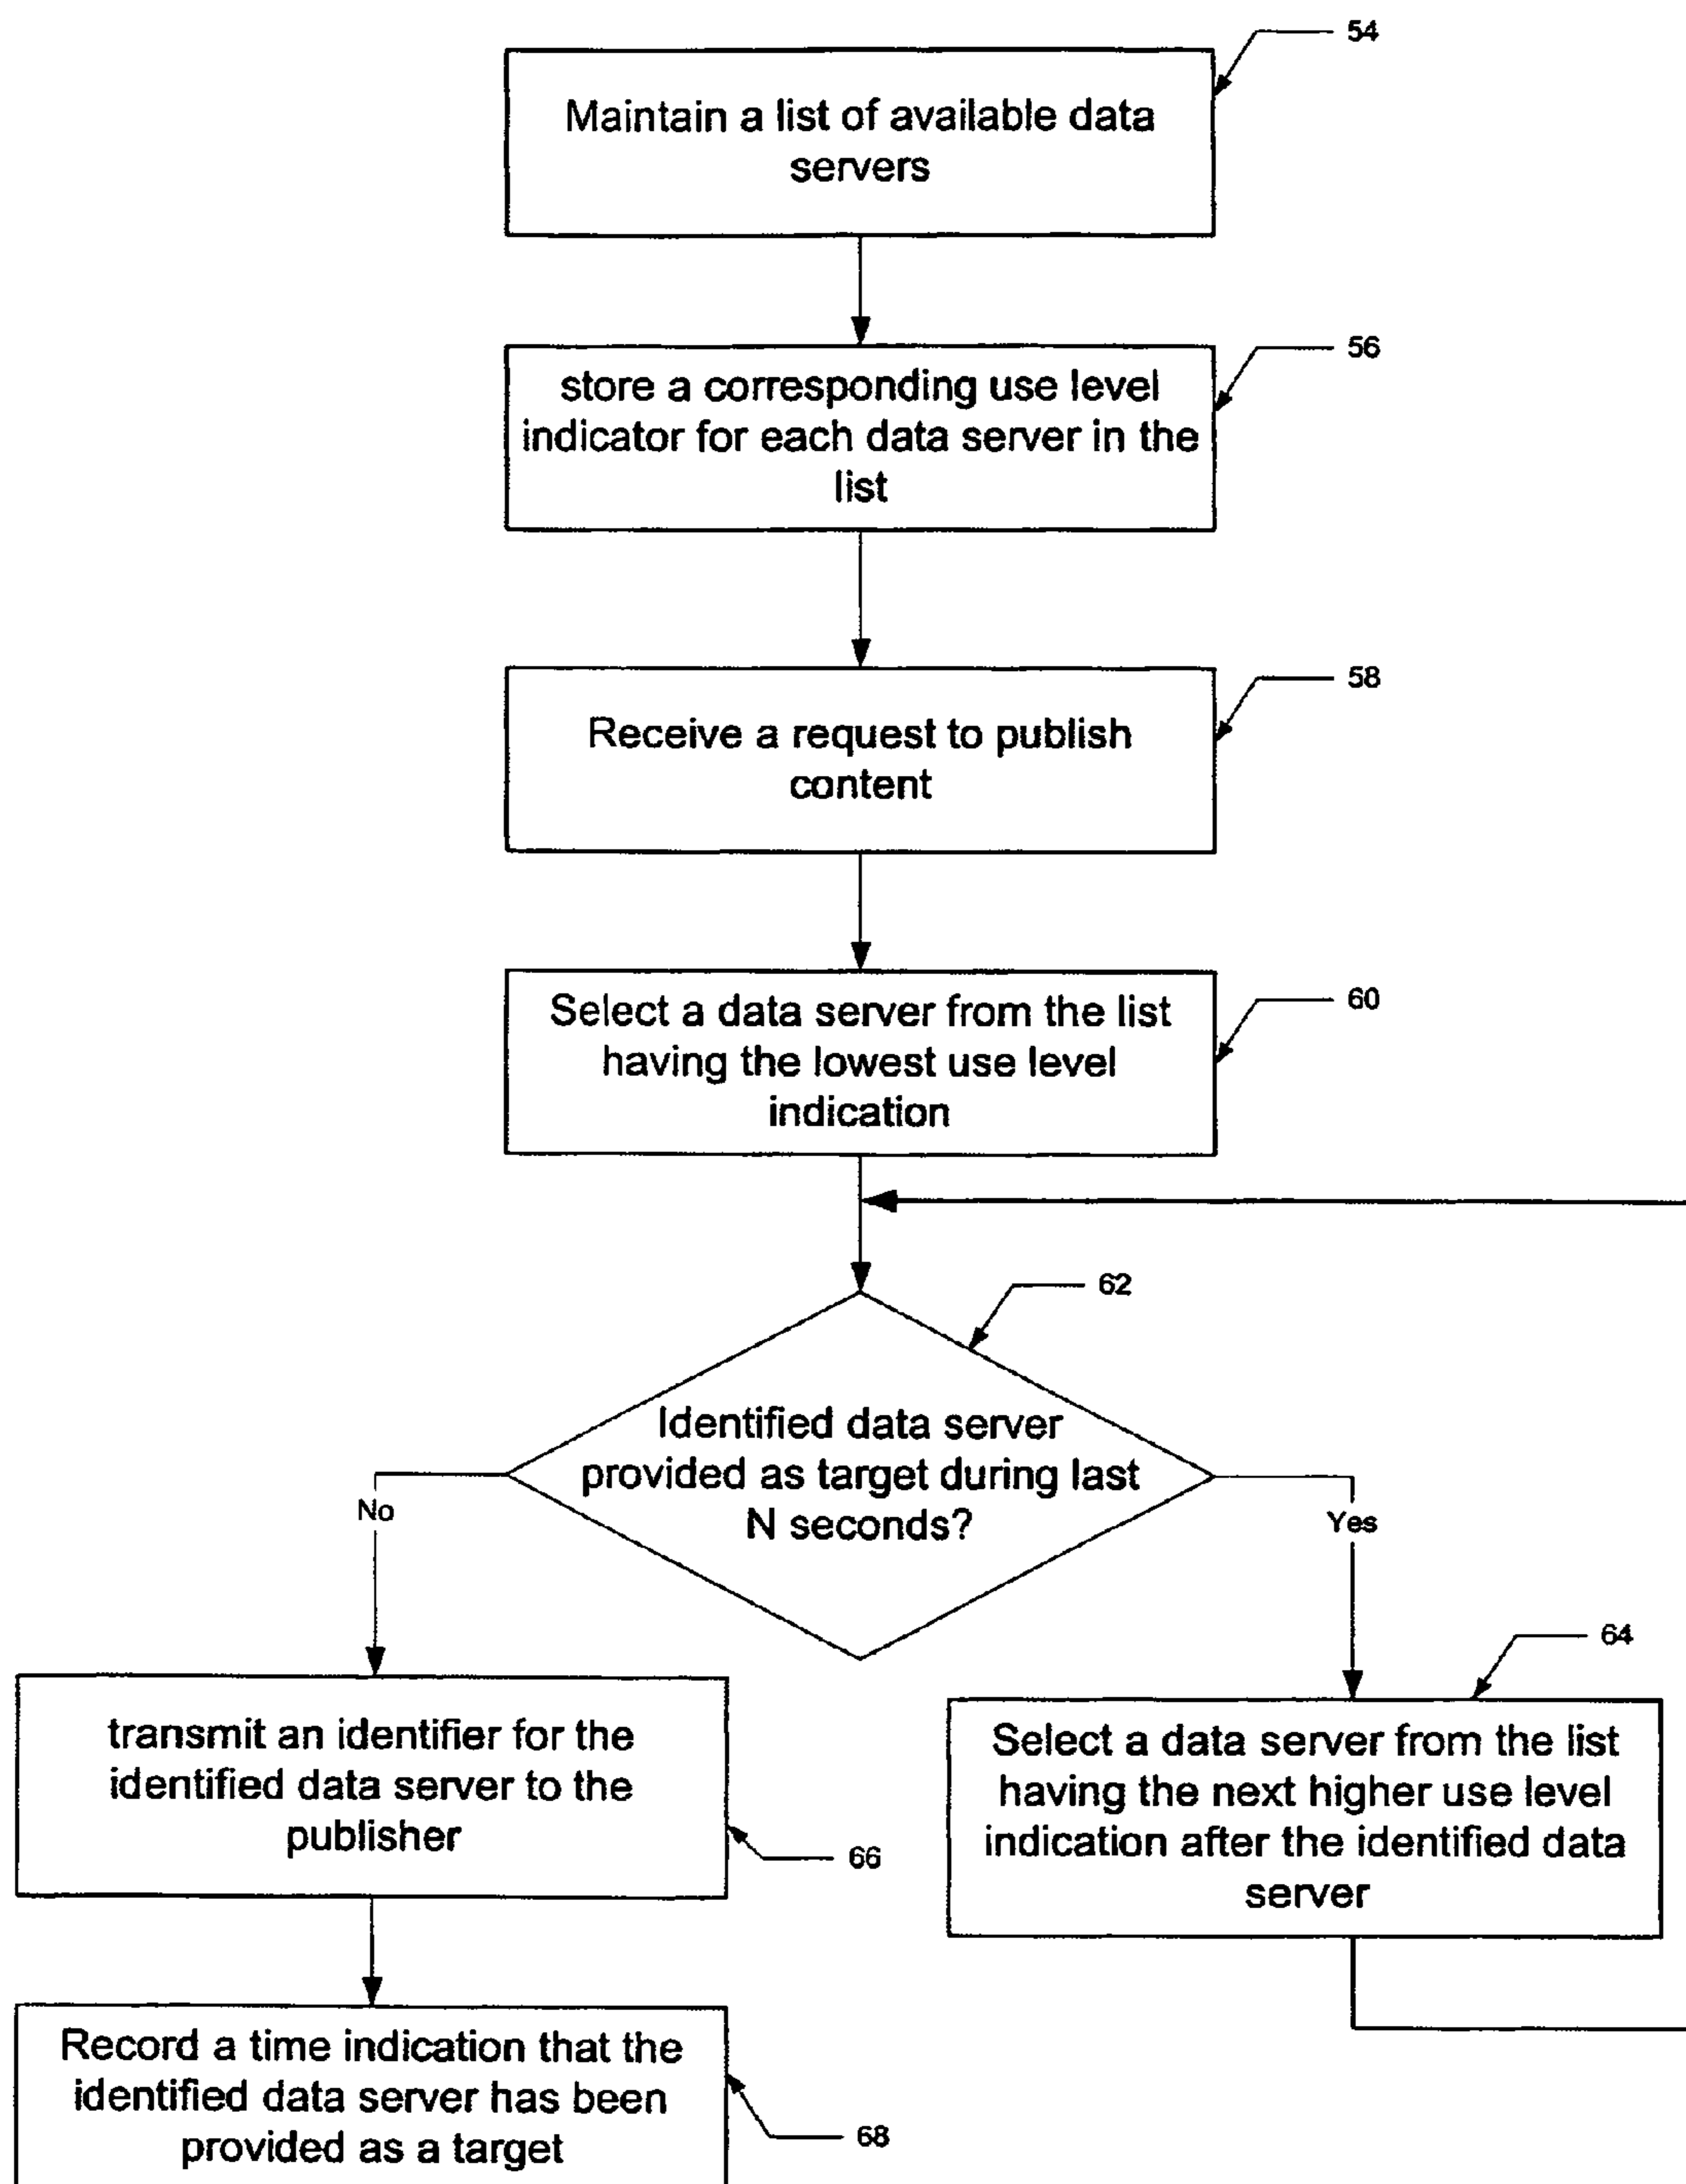 54
Maintain a list of available data
servers
56
store a corresponding use level
indicator for each data server in the
list
58
Receive a request to publish
content
60
Select a data server from the list
having the lowest use level
indication
62
Identified data server
provided as target during last
N seconds?
No
Yes
64
transmit an identifier for the
identified data server to the
publisher
66
Select a data server from the list
having the next higher use level
indication after the identified data
server
Record a time indication that the
identified data server has been
provided as a target
68